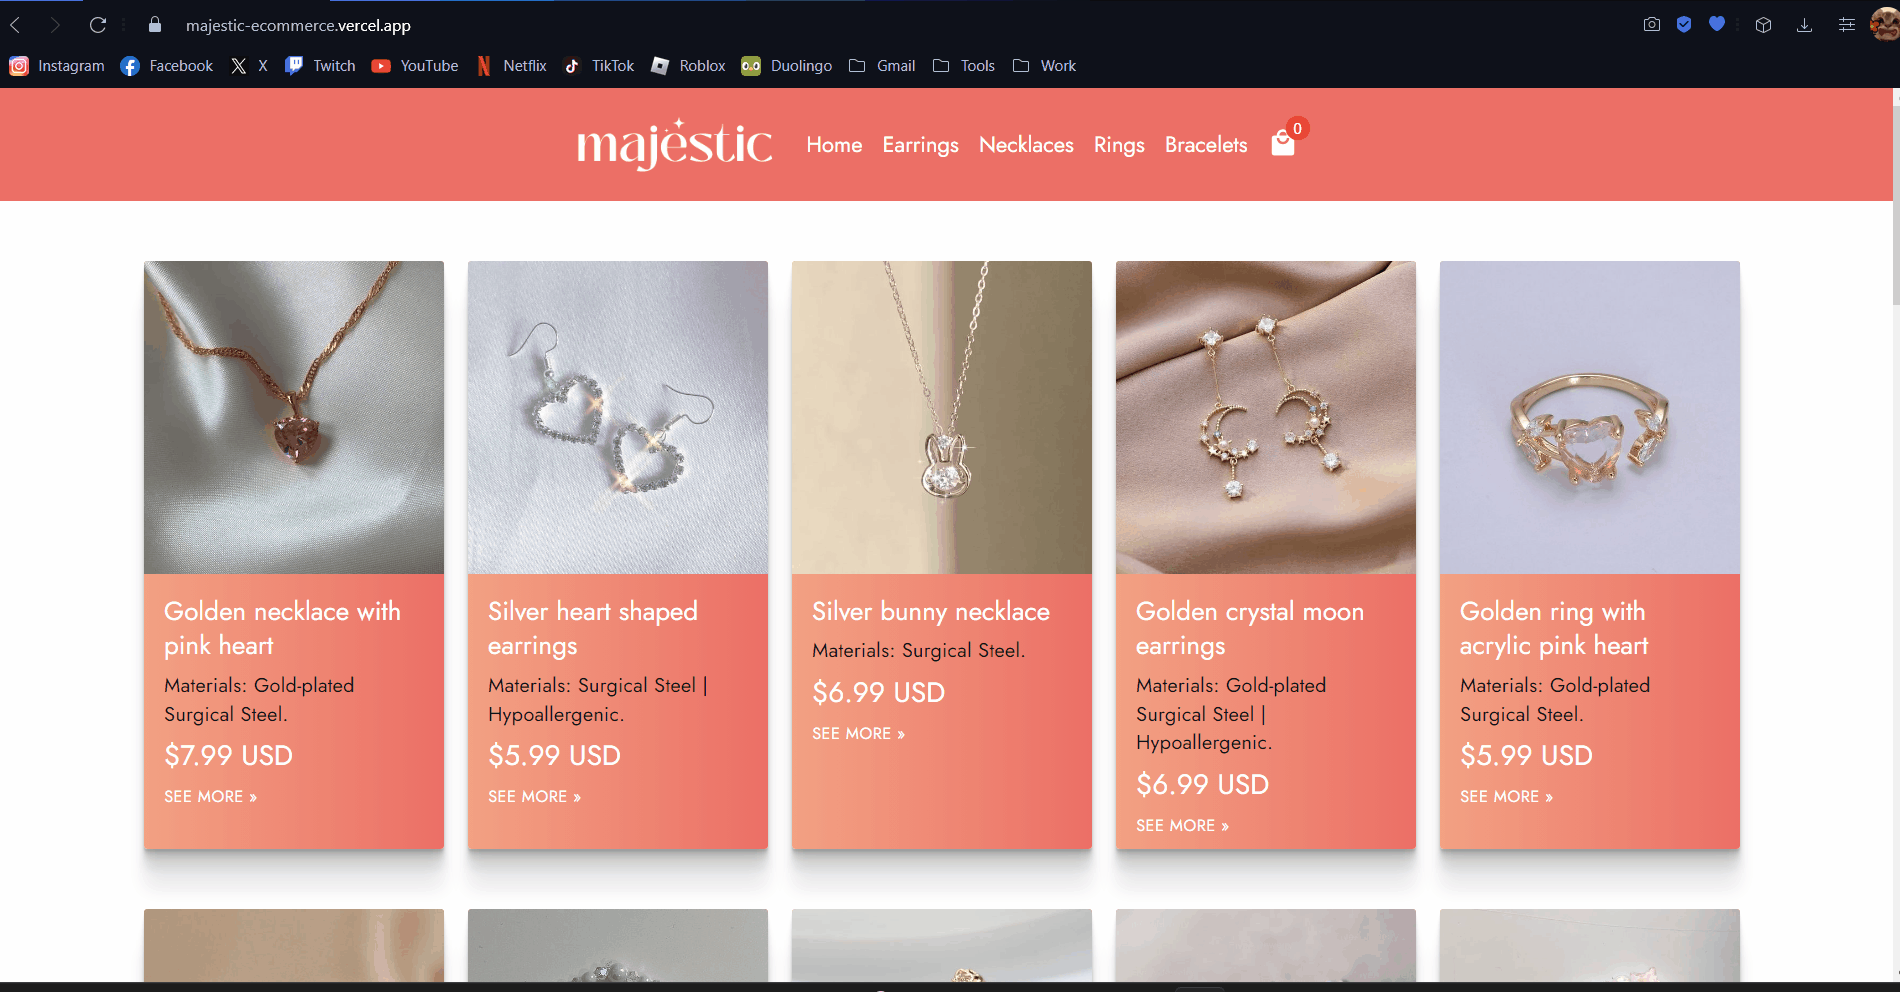 majestic-ecommerce.vercel.app
Instagram Facebook X Twitch YouTube Netflix TikTok Roblox Duolingo Gmail Tools Work
majestic Home Earrings Necklaces Rings Bracelets 0
Golden necklace with
pink heart
Materials: Gold-plated
Surgical Steel.
$7.99 USD
SEE MORE »
Silver heart shaped
earrings
Materials: Surgical Steel |
Hypoallergenic.
$5.99 USD
SEE MORE »
Silver bunny necklace
Materials: Surgical Steel.
$6.99 USD
SEE MORE »
Golden crystal moon
earrings
Materials: Gold-plated
Surgical Steel |
Hypoallergenic.
$6.99 USD
SEE MORE »
Golden ring with
acrylic pink heart
Materials: Gold-plated
Surgical Steel.
$5.99 USD
SEE MORE »